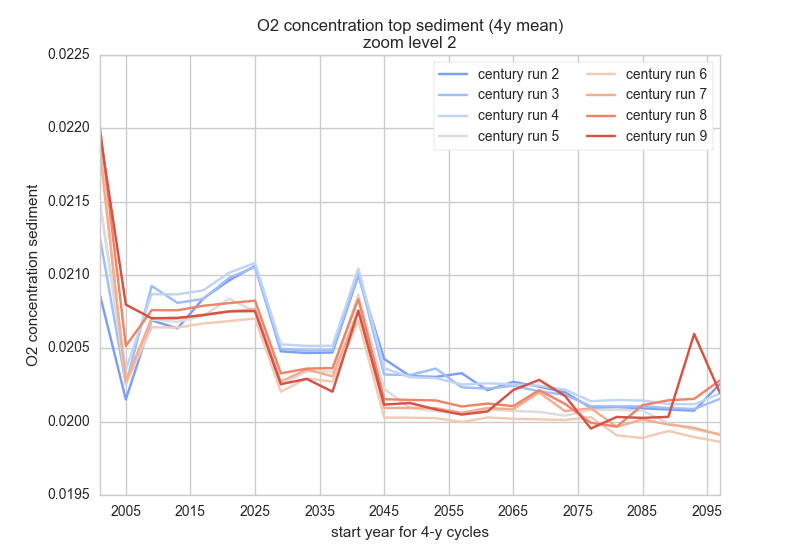 O2 concentration top sediment (4y mean)
zoom level 2
0.0225
0.0220
0.0215
0.0210
0.0205
0.0200
0.0195
O2 concentration sediment
century run 2
century run 3
century run 4
century run 5
century run 6
century run 7
century run 8
century run 9
2005 2015 2025 2035 2045 2055 2065 2075 2085 2095
start year for 4-y cycles